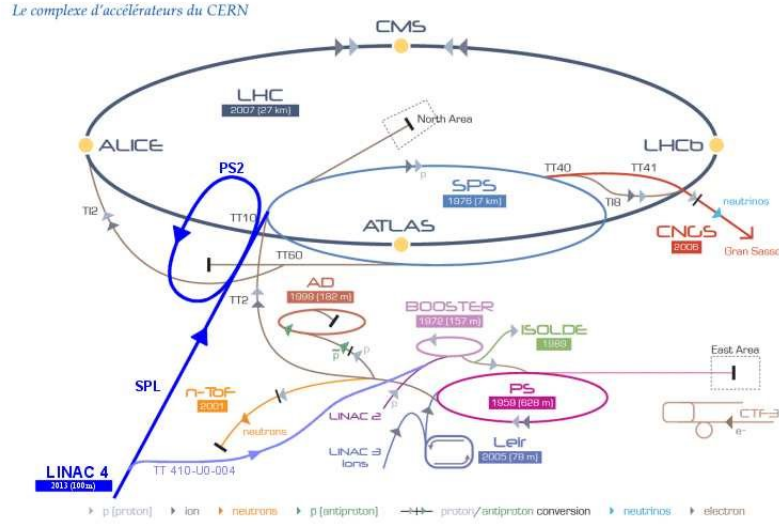 Le complexe d'accélérateurs du CERN
CMS
LHC
2007 (27 km)
North Area
ALICE
LHCb
PS2
TT40
TT41
p
SPS
1976 (7 km)
TI8
neutrinos
TI2
TT10
ATLAS
CNGS
2006
Gran Sasso
TT60
AD
1999 (182 m)
TT2
BOOSTER
1972 (157 m)
ISOLDE
1989
p
p
East Area
SPL
n-ToF
2001
PS
1959 (628 m)
LINAC 2
p
neutrons
CTF-3
e-
LINAC 3
Ions
Leir
2005 (78 m)
LINAC 4
2013 (100m)
TT 410-U0-004
p (proton)
ion
neutrons
p (antiproton)
proton/antiproton conversion
neutrinos
electron